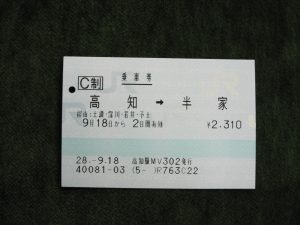 C制 乗車券
高知 → 半家
経由:土讃・窪川・若井・予土
9月18日から 2日間有効 ¥2,310
28.-9.18 高知駅MV302発行
40081-03 (5-) R763C22